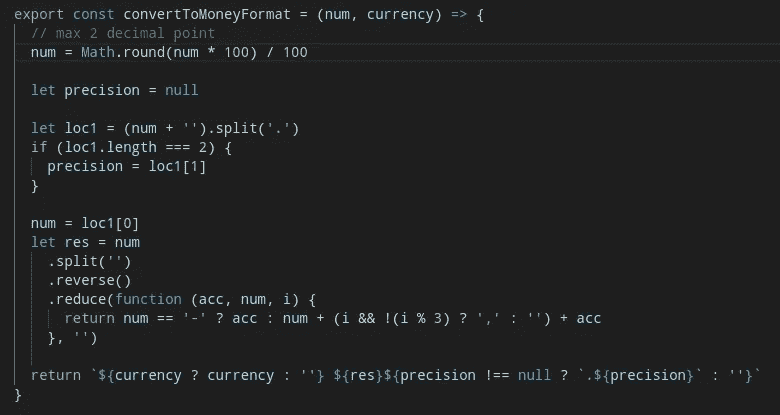 export const convertToMoneyFormat = (num, currency) => {
  // max 2 decimal point
  num = Math.round(num * 100) / 100

  let precision = null

  let loc1 = (num + '').split('.')
  if (loc1.length === 2) {
    precision = loc1[1]
  }

  num = loc1[0]
  let res = num
    .split('')
    .reverse()
    .reduce(function (acc, num, i) {
      return num == '-' ? acc : num + (i && !(i % 3) ? ',' : '') + acc
    }, '')

  return `${currency ? currency : ''} ${res}${precision !== null ? `.${precision}` : ''}`
}